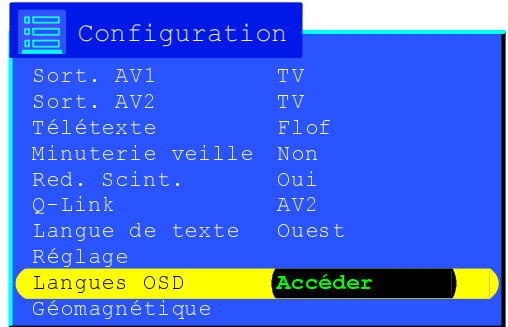 Configuration
Sort. AV1 TV
Sort. AV2 TV
Télétexte Flof
Minuterie veille Non
Red. Scint. Oui
Q-Link AV2
Langue de texte Ouest
Réglage
Langues OSD Accéder
Géomagnétique